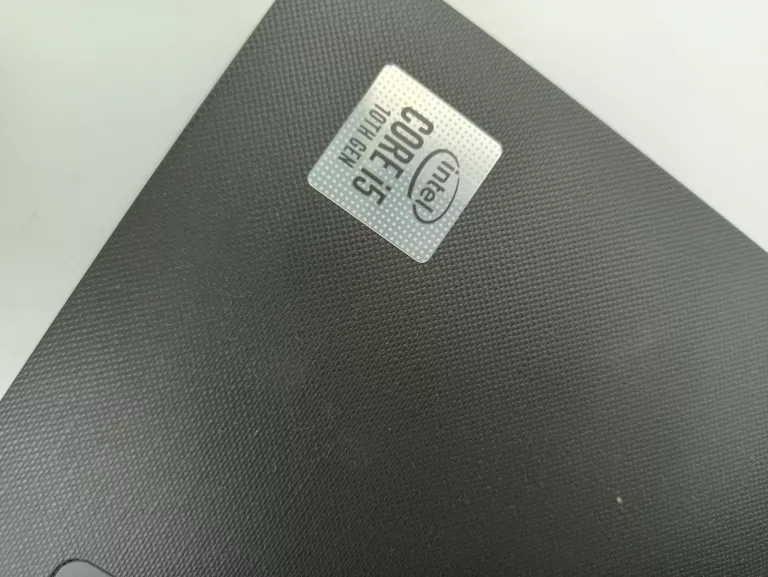 intel
CORE i5
10TH GEN